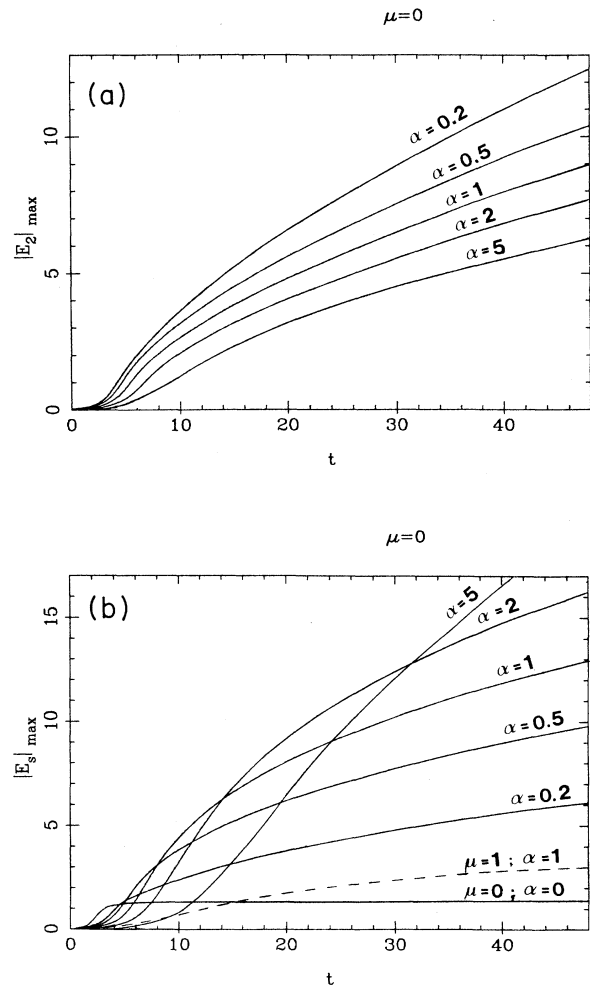 μ=0
(a)
|E₂| max
10
5
0
α = 0.2
α = 0.5
α = 1
α = 2
α = 5
0 10 20 30 40
t
μ=0
(b)
|Eₛ| max
15
10
5
0
α = 5
α = 2
α = 1
α = 0.5
α = 0.2
μ=1 ; α=1
μ=0 ; α=0
0 10 20 30 40
t